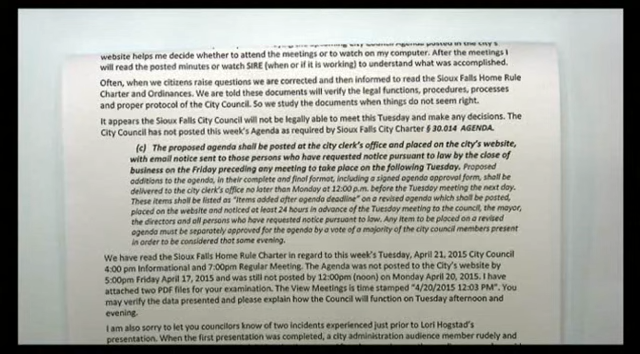 City Council Agenda posted in the City's
website helps me decide whether to attend the meetings or to watch on my computer. After the meetings I
will read the posted minutes or watch SIRE (when or if it is working) to understand what was accomplished.
Often, when we citizens raise questions we are corrected and then informed to read the Sioux Falls Home Rule
Charter and Ordinances. We are told these documents will verify the legal functions, procedures, processes
and proper protocol of the City Council. So we study the documents when things do not seem right.
It appears the Sioux Falls City Council will not be legally able to meet this Tuesday and make any decisions. The
City Council has not posted this week's Agenda as required by Sioux Falls City Charter § 30.014 AGENDA.
(c) The proposed agenda shall be posted at the city clerk's office and placed on the city's website,
with email notice sent to those persons who have requested notice pursuant to law by the close of
business on the Friday preceding any meeting to take place on the following Tuesday. Proposed
additions to the agenda, in their complete and final format, including a signed agenda approval form, shall be
delivered to the city clerk's office no later than Monday at 12:00 p.m. before the Tuesday meeting the next day.
These items shall be listed as "items added after agenda deadline" on a revised agenda which shall be posted,
placed on the website and noticed at least 24 hours in advance of the Tuesday meeting to the council, the mayor,
the directors and all persons who have requested notice pursuant to law. Any item to be placed on a revised
agenda must be separately approved for the agenda by a vote of a majority of the city council members present
in order to be considered that same evening.
We have read the Sioux Falls Home Rule Charter in regard to this week's Tuesday, April 21, 2015 City Council
4:00 pm Informational and 7:00pm Regular Meeting. The Agenda was not posted to the City's website by
5:00pm Friday April 17, 2015 and was still not posted by 12:00pm (noon) on Monday April 20, 2015. I have
attached two PDF files for your examination. The View Meetings is time stamped "4/20/2015 12:03 PM". You
may verify the data presented and please explain how the Council will function on Tuesday afternoon and
evening.
I am also sorry to let you councilors know of two incidents experienced just prior to Lori Hogstad's
presentation. When the first presentation was completed, a city administration audience member rudely and